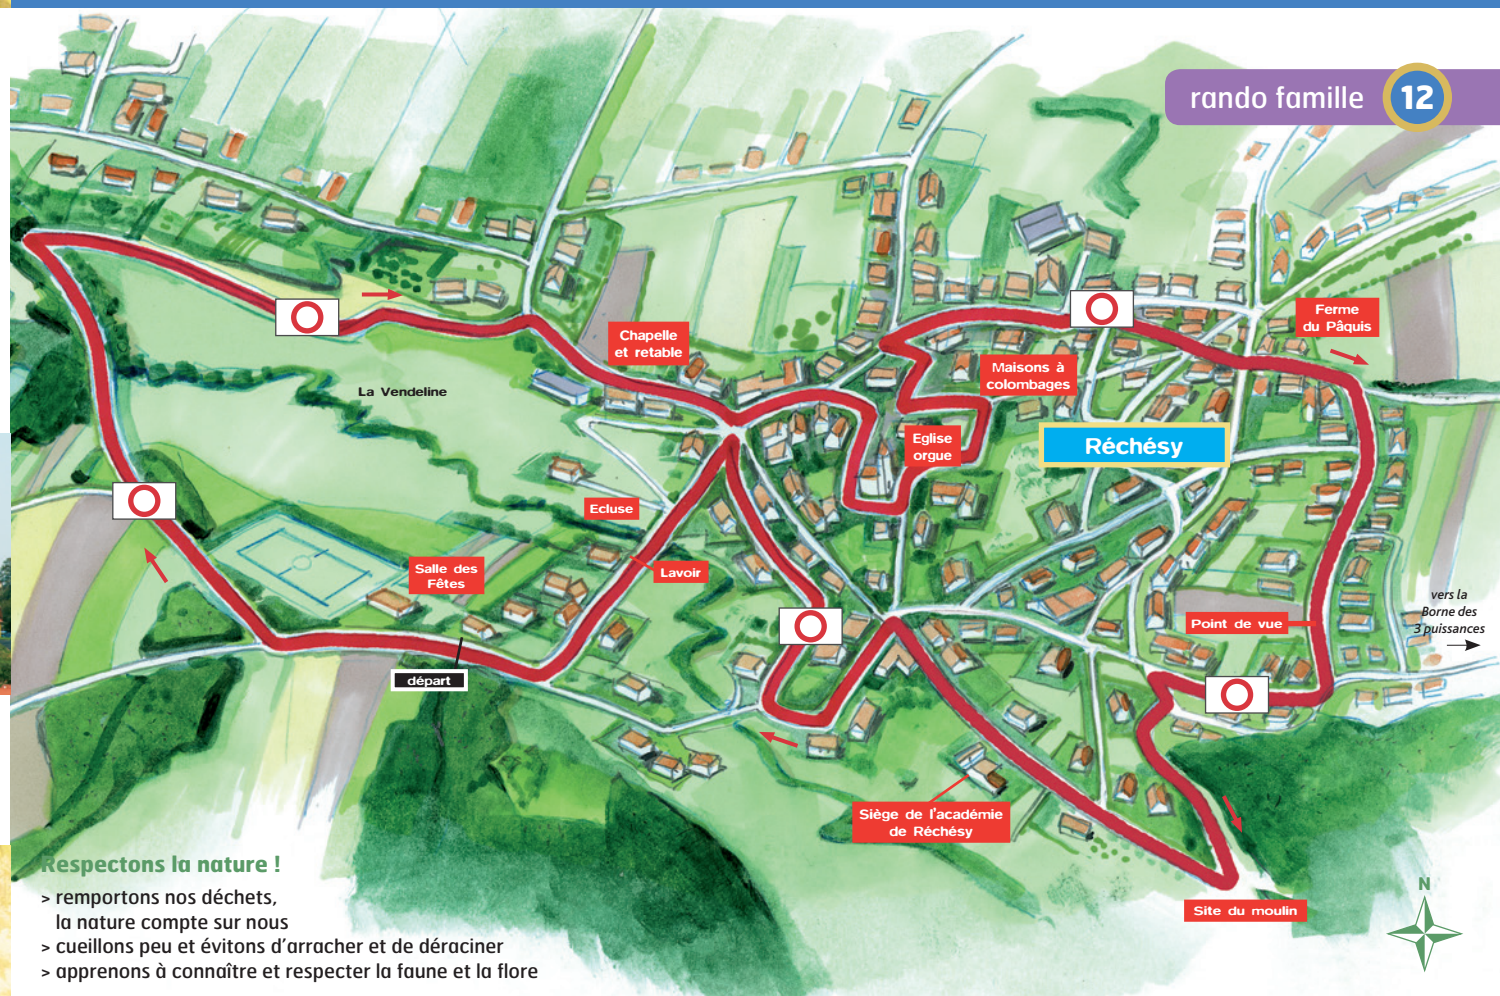 rando famille 12
Ferme
du Pâquis
Chapelle
et retable
Maisons à
colombages
La Vendeline
Eglise
orgue
Réchésy
Ecluse
Salle des
Fêtes
Lavoir
vers la
Borne des
3 puissances
Point de vue
départ
Siège de l'académie
de Réchésy
Site du moulin
N
Respectons la nature !
> remportons nos déchets,
la nature compte sur nous
> cueillons peu et évitons d'arracher et de déraciner
> apprenons à connaître et respecter la faune et la flore